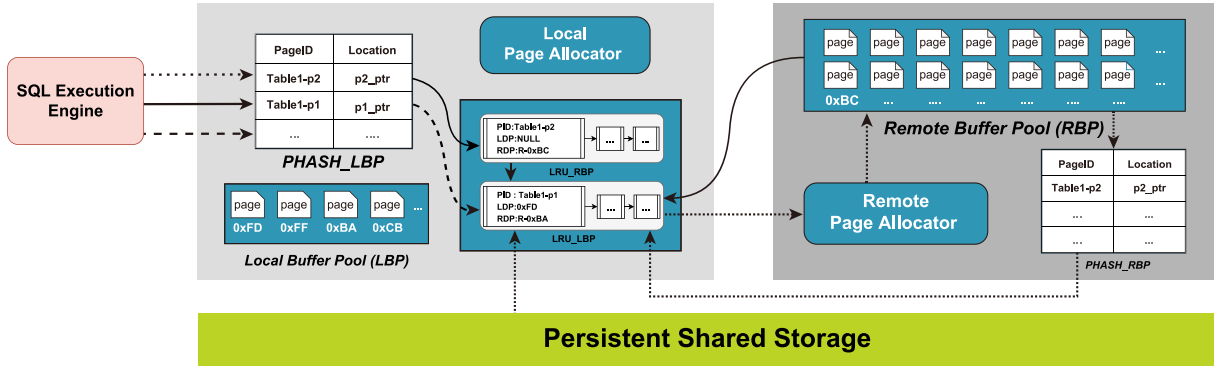 SQL Execution
Engine
PageID Location
Table1-p2 p2_ptr
Table1-p1 p1_ptr
... ....
PHASH_LBP
page page page page ...
0xFD 0xFF 0xBA 0xCB
Local Buffer Pool (LBP)
Local
Page Allocator
PID:Table1-p2
LDP:NULL
RDP:R-0xBC
... ...
LRU_RBP
PID : Table1-p1
LDP:0xFD
RDP:R-0xBA
... ...
LRU_LBP
page page page page page page page ...
page page page page page page page ...
0xBC ... .... ... .... .... ....
Remote Buffer Pool (RBP)
Remote
Page Allocator
PageID Location
Table1-p2 p2_ptr
... ...
... ...
PHASH_RBP
Persistent Shared Storage